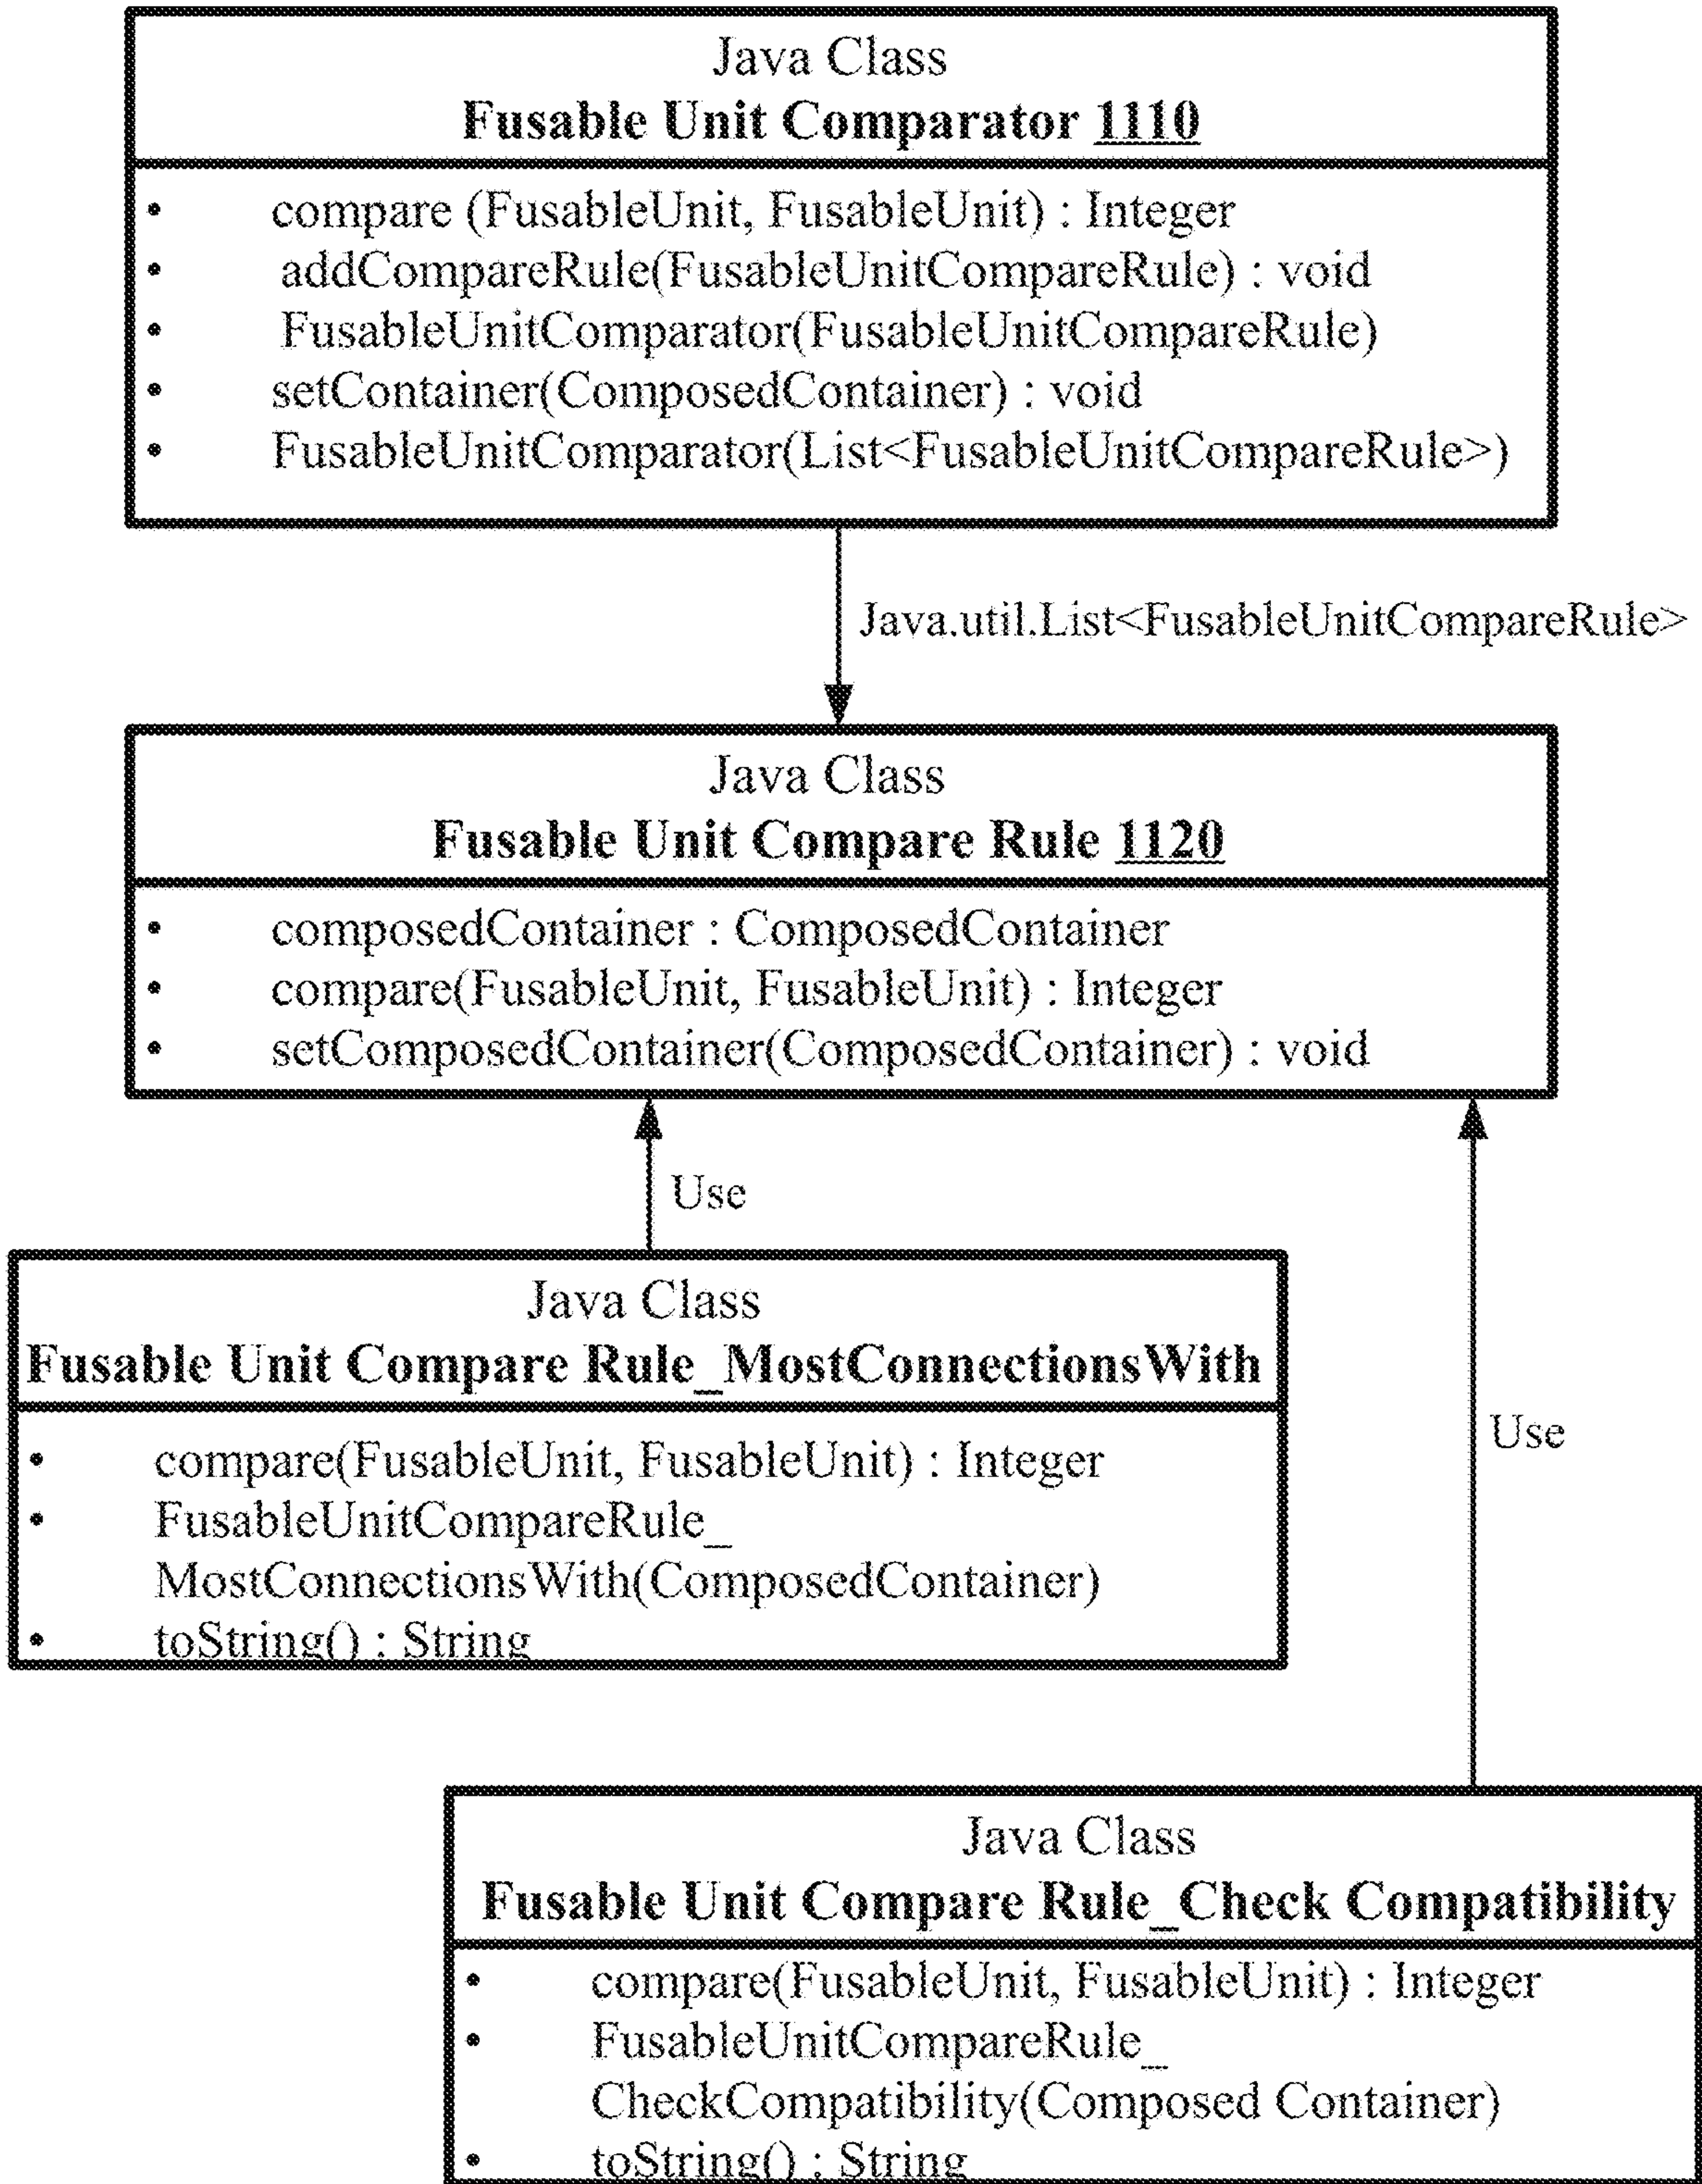 Java Class
Fusable Unit Comparator 1110
• compare (FusableUnit, FusableUnit) : Integer
• addCompareRule(FusableUnitCompareRule) : void
• FusableUnitComparator(FusableUnitCompareRule)
• setContainer(ComposedContainer) : void
• FusableUnitComparator(List<FusableUnitCompareRule>)
Java.util.List<FusableUnitCompareRule>
Java Class
Fusable Unit Compare Rule 1120
• composedContainer : ComposedContainer
• compare(FusableUnit, FusableUnit) : Integer
• setComposedContainer(ComposedContainer) : void
Use
Java Class
Fusable Unit Compare Rule_MostConnectionsWith
Use
• compare(FusableUnit, FusableUnit) : Integer
• FusableUnitCompareRule_
MostConnectionsWith(ComposedContainer)
• toString() : String
Java Class
Fusable Unit Compare Rule_Check Compatibility
• compare(FusableUnit, FusableUnit) : Integer
• FusableUnitCompareRule_
CheckCompatibility(Composed Container)
• toString() : String